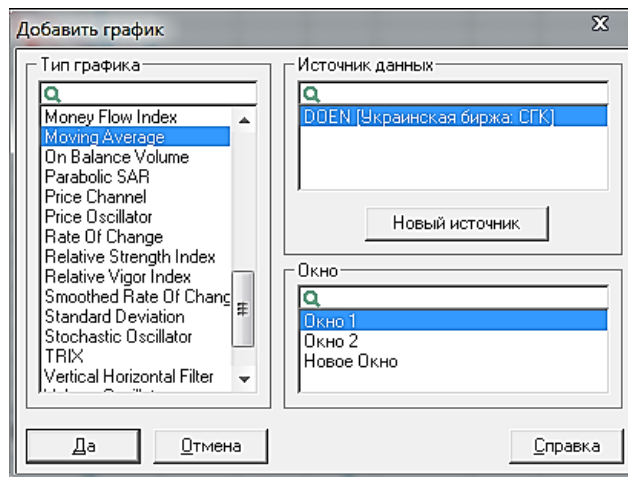 Добавить график
Тип графика
Money Flow Index
Moving Average
On Balance Volume
Parabolic SAR
Price Channel
Price Oscillator
Rate Of Change
Relative Strength Index
Relative Vigor Index
Smoothed Rate Of Chang
Standard Deviation
Stochastic Oscillator
TRIX
Vertical Horizontal Filter
Источник данных
DOEN [Украинская биржа: СГК]
Новый источник
Окно
Окно 1
Окно 2
Новое Окно
Да
Отмена
Справка